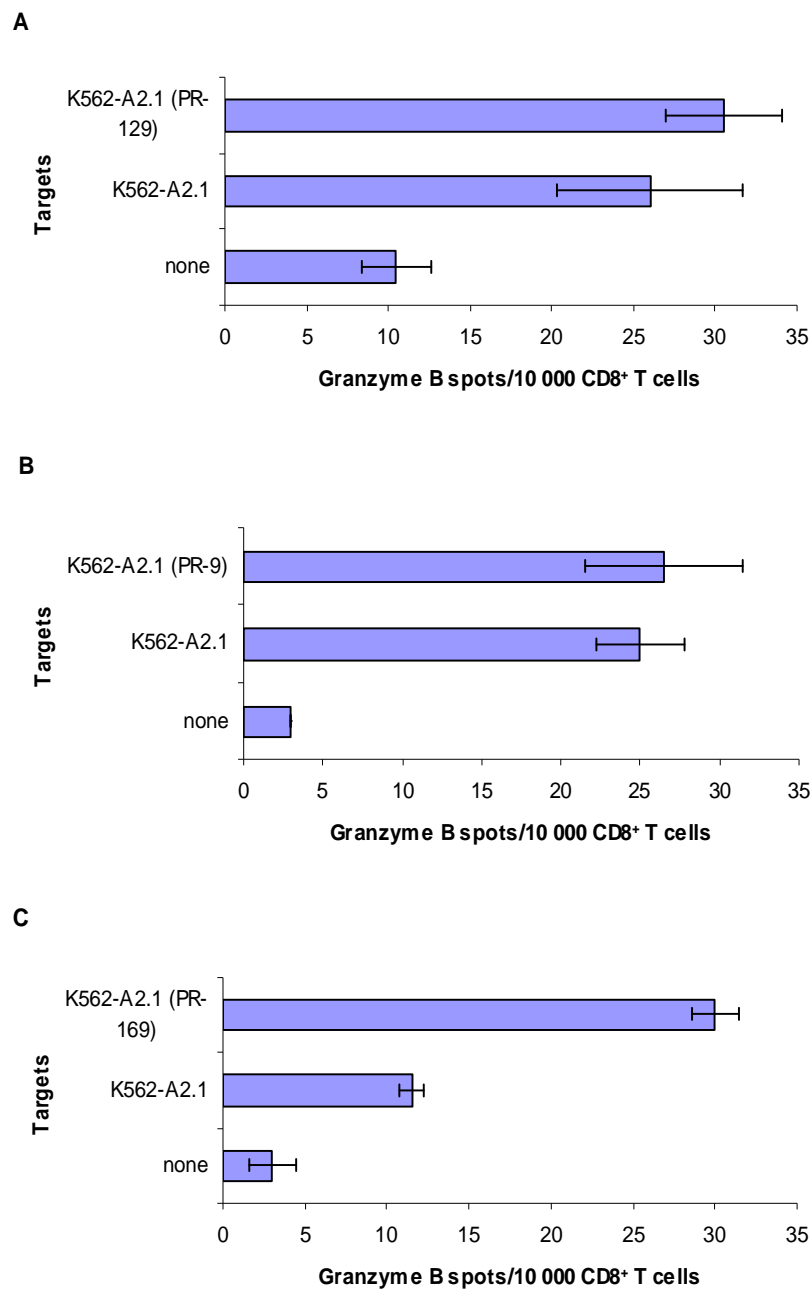 A
K562-A2.1 (PR-
129)
K562-A2.1
none
Targets
0 5 10 15 20 25 30 35
Granzyme B spots/10 000 CD8⁺ T cells
B
K562-A2.1 (PR-9)
K562-A2.1
none
Targets
0 5 10 15 20 25 30 35
Granzyme B spots/10 000 CD8⁺ T cells
C
K562-A2.1 (PR-
169)
K562-A2.1
none
Targets
0 5 10 15 20 25 30 35
Granzyme B spots/10 000 CD8⁺ T cells